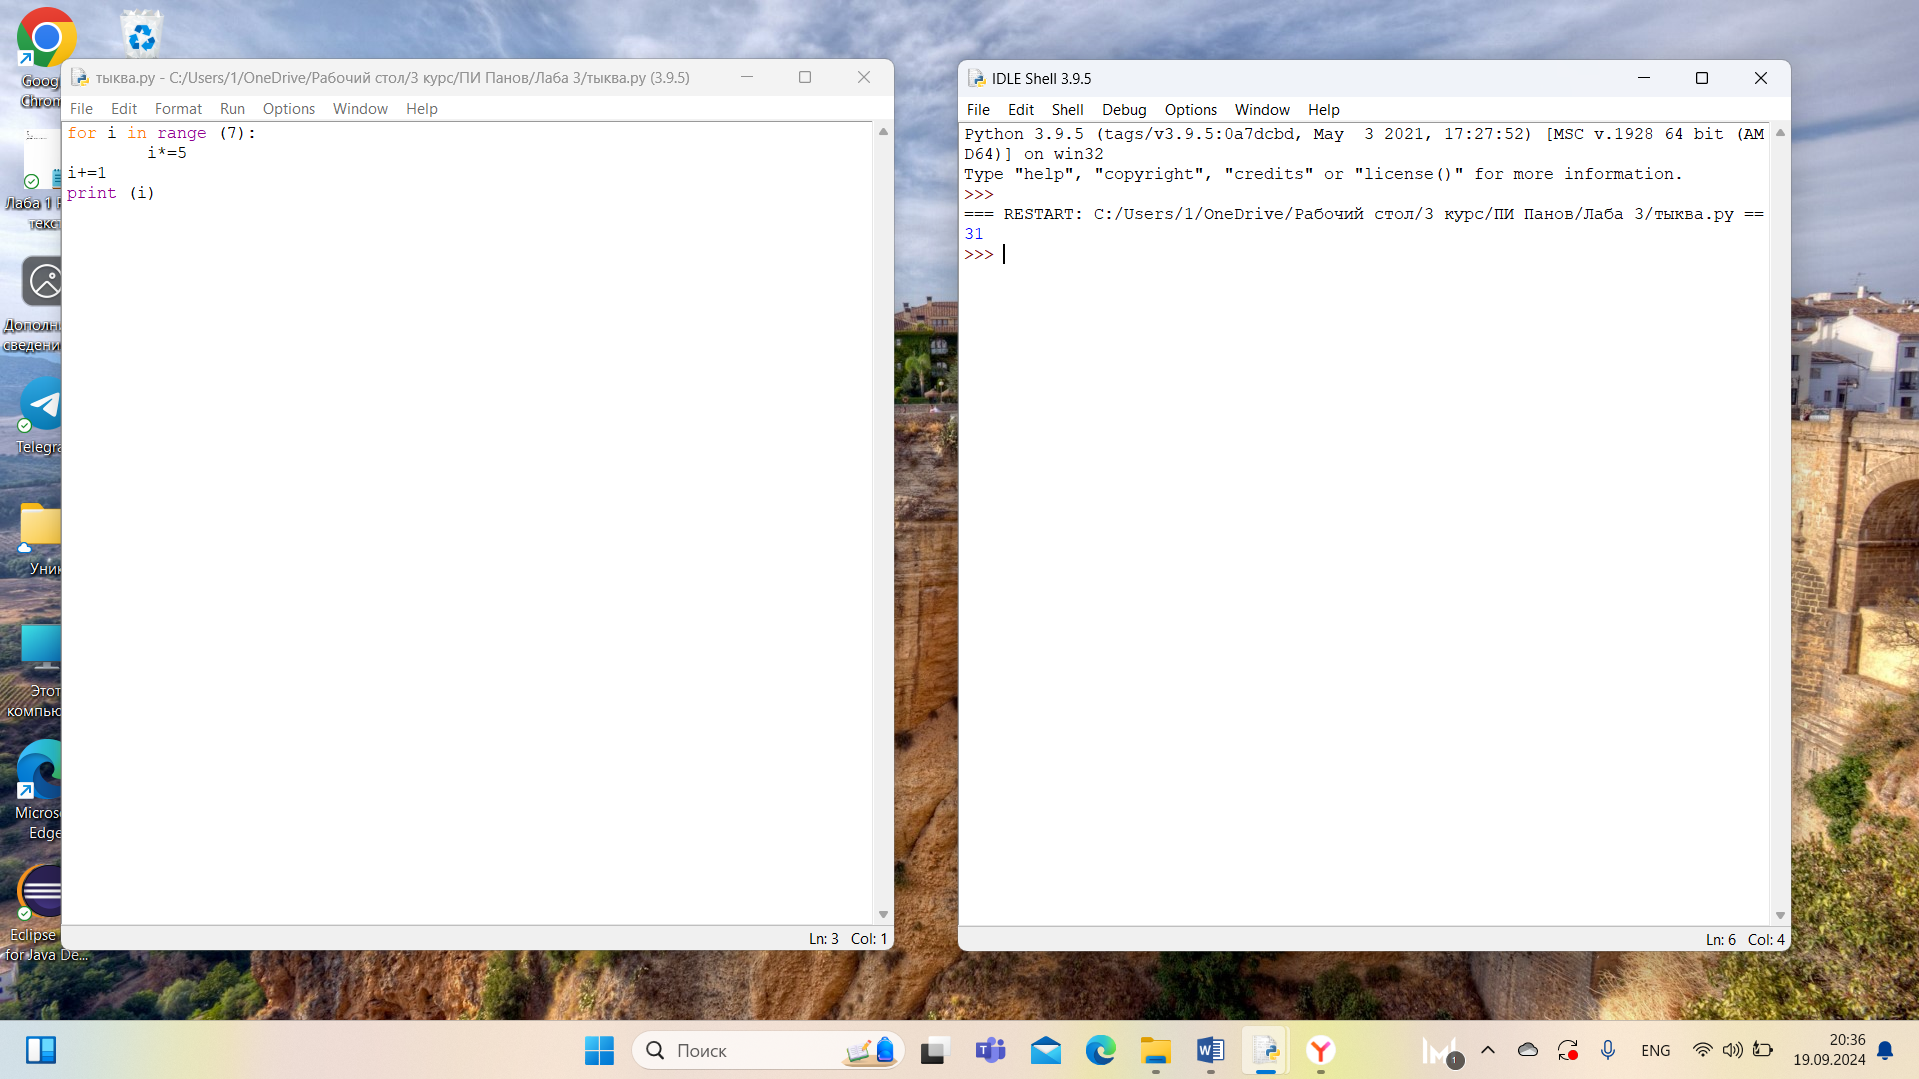 Goog
Chrom
Лаба 1 
текс
Дополн
сведени
Telegra
Уник
Этот
компью
Micros
Edge
Eclipse
for Java De...
тыква.py - C:/Users/1/OneDrive/Рабочий стол/3 курс/ПИ Панов/Лаба 3/тыква.py (3.9.5)
File Edit Format Run Options Window Help
for i in range (7):
        i*=5
i+=1
print (i)
Ln: 3 Col: 1
IDLE Shell 3.9.5
File Edit Shell Debug Options Window Help
Python 3.9.5 (tags/v3.9.5:0a7dcbd, May  3 2021, 17:27:52) [MSC v.1928 64 bit (AM
D64)] on win32
Type "help", "copyright", "credits" or "license()" for more information.
>>>
=== RESTART: C:/Users/1/OneDrive/Рабочий стол/3 курс/ПИ Панов/Лаба 3/тыква.py ==
31
>>>
Ln: 6 Col: 4
Поиск
1
ENG
20:36
19.09.2024